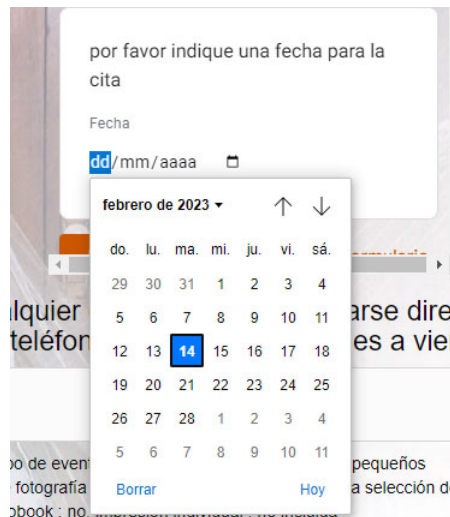 por favor indique una fecha para la
cita
Fecha
dd/mm/aaaa
febrero de 2023
do. lu. ma. mi. ju. vi. sá.
29 30 31 1 2 3 4
5 6 7 8 9 10 11
12 13 14 15 16 17 18
19 20 21 22 23 24 25
26 27 28 1 2 3 4
5 6 7 8 9 10 11
Borrar Hoy
lquier arse dire
teléfon es a vie
po de even pequeños
fotografía a selección d